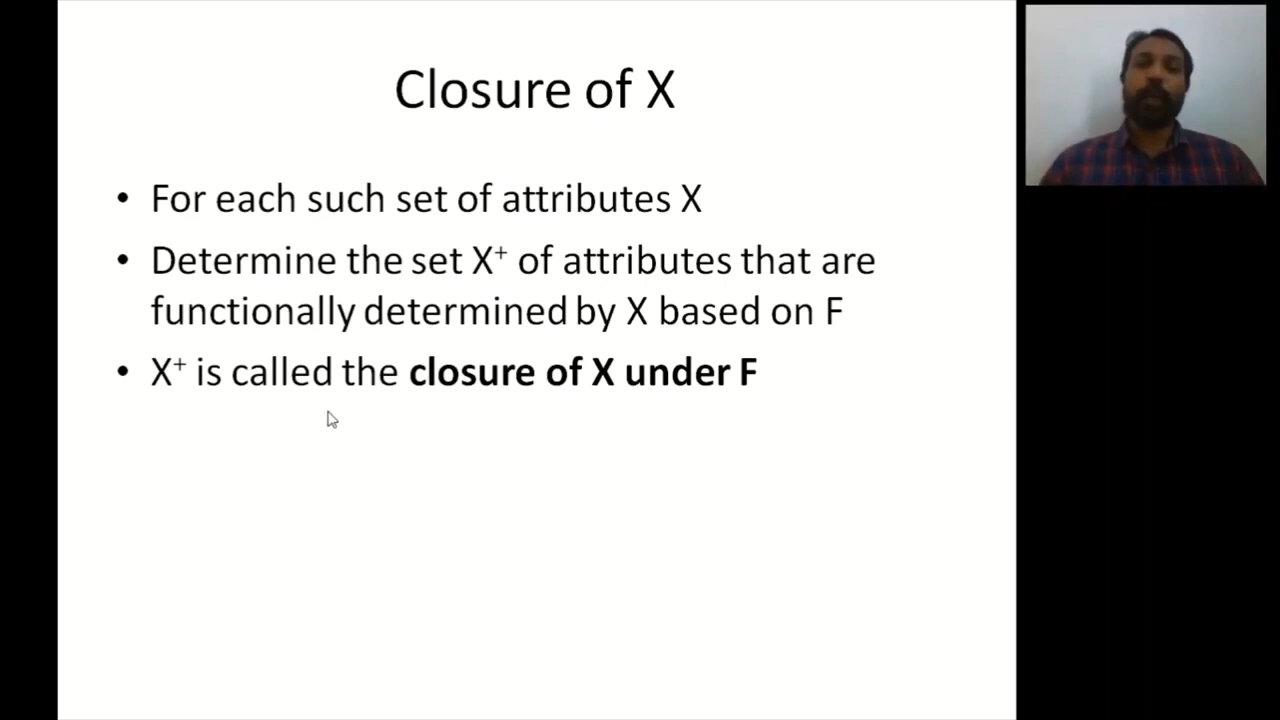 Closure of X
• For each such set of attributes X
• Determine the set X⁺ of attributes that are
functionally determined by X based on F
• X⁺ is called the closure of X under F